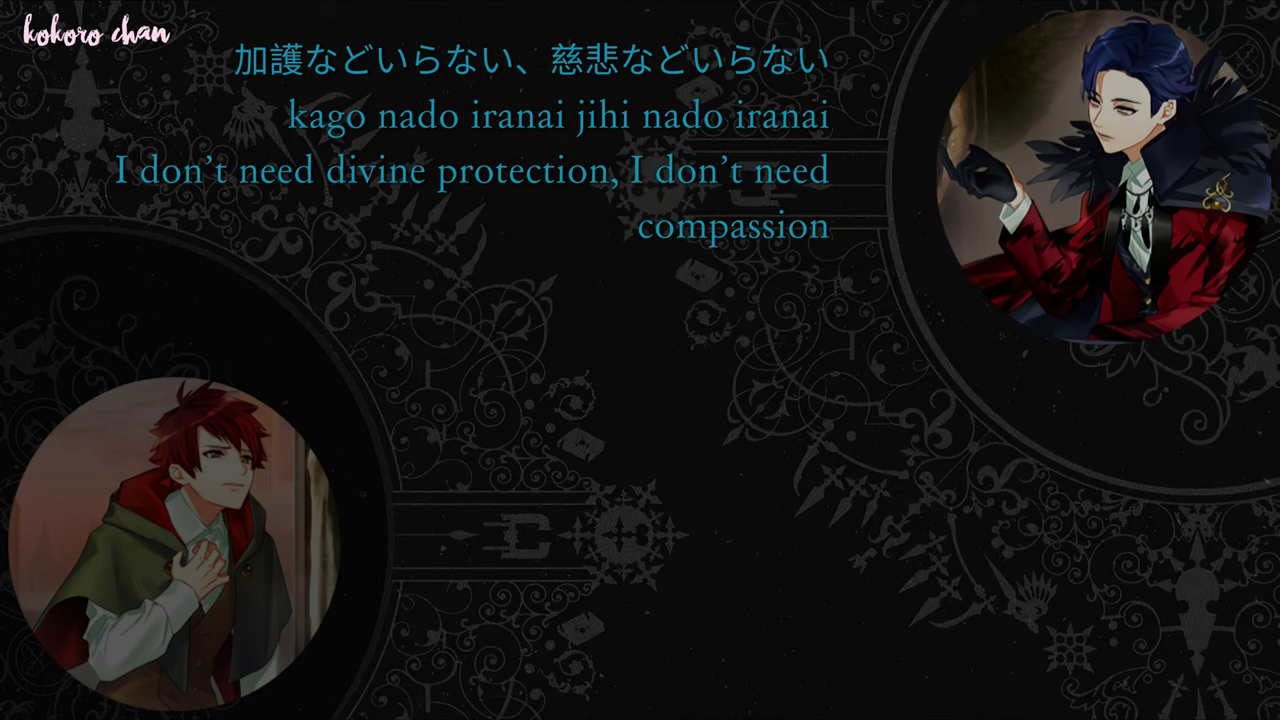 kokoro chan
加護などいらない、慈悲などいらない
kago nado iranai jihi nado iranai
I don’t need divine protection, I don’t need
compassion